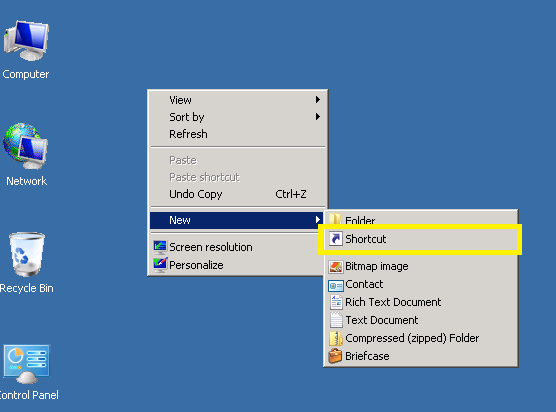 Computer
Network
Recycle Bin
ontrol Panel
View
Sort by
Refresh
Paste
Paste shortcut
Undo Copy Ctrl+Z
New
Screen resolution
Personalize
Folder
Shortcut
Bitmap image
Contact
Rich Text Document
Text Document
Compressed (zipped) Folder
Briefcase